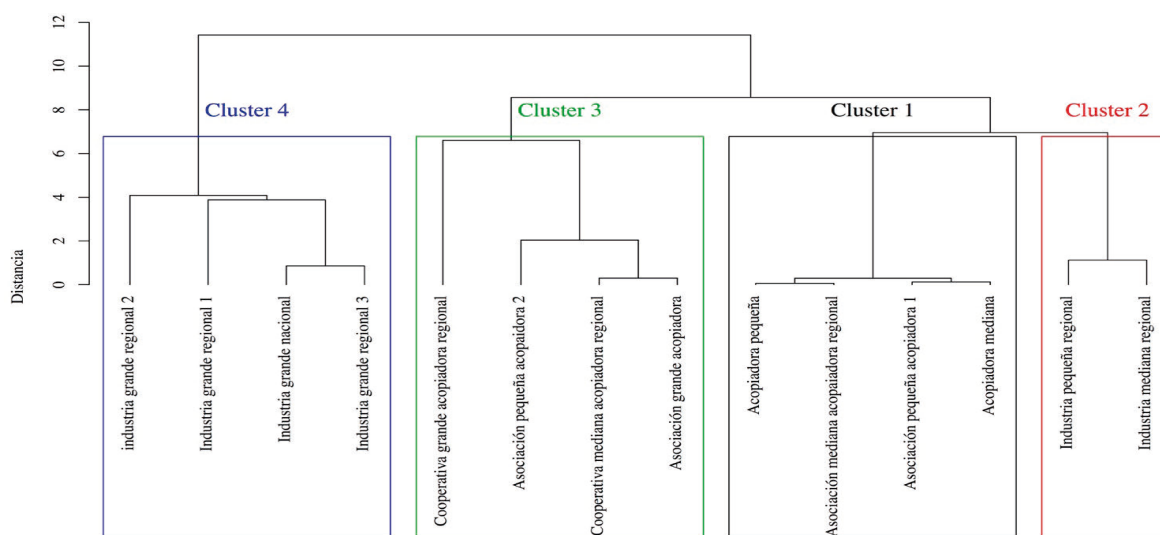 12
10
8
6
4
2
0
Distancia
Cluster 4
Cluster 3
Cluster 1
Cluster 2
industria grande regional 2
Industria grande regional 1
Industria grande nacional
Industria grande regional 3
Cooperativa grande acopiadora regional
Asociación pequeña acopaidora 2
Cooperativa mediana acopiadora regional
Asociación grande acopiadora
Acopiadora pequeña
Asociación mediana acopaiadora regional
Asociación pequeña acopiadora 1
Acopiadora mediana
Industria pequeña regional
Industria mediana regional